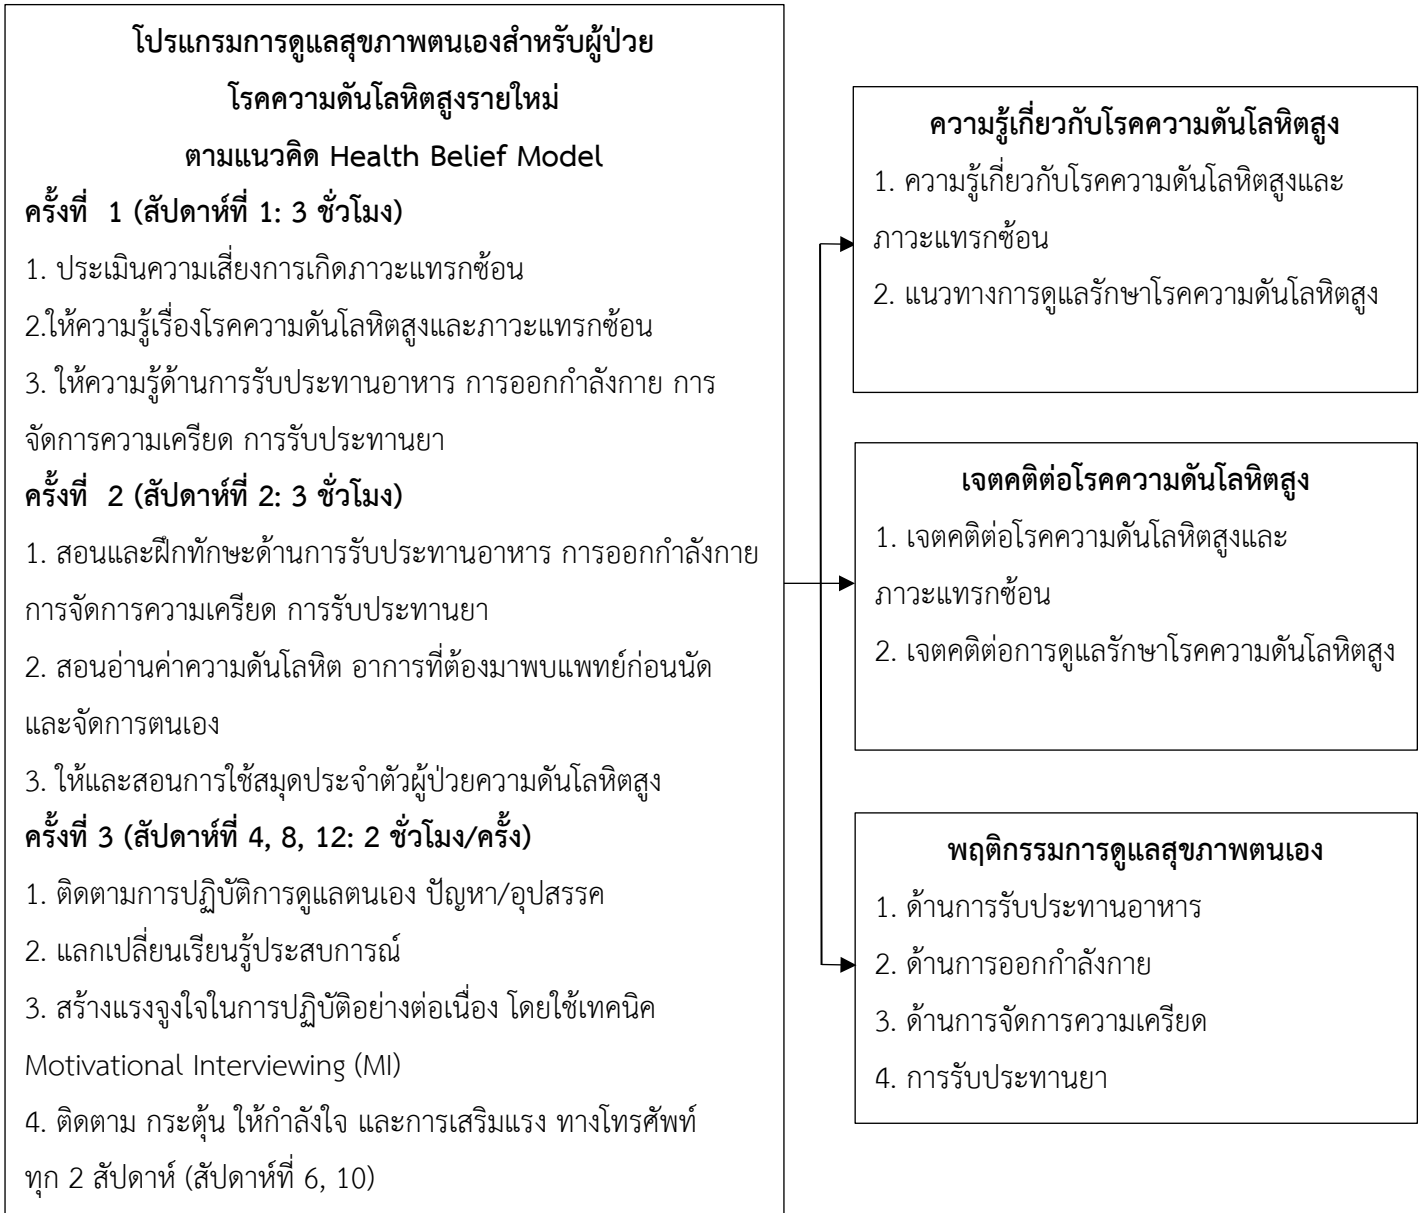 โปรแกรมการดูแลสุขภาพตนเองสำหรับผู้ป่วย
โรคความดันโลหิตสูงรายใหม่
ตามแนวคิด Health Belief Model
ครั้งที่  1 (สัปดาห์ที่ 1: 3 ชั่วโมง)
1. ประเมินความเสี่ยงการเกิดภาวะแทรกซ้อน
2.ให้ความรู้เรื่องโรคความดันโลหิตสูงและภาวะแทรกซ้อน
3. ให้ความรู้ด้านการรับประทานอาหาร การออกกำลังกาย การ
จัดการความเครียด การรับประทานยา
ครั้งที่  2 (สัปดาห์ที่ 2: 3 ชั่วโมง)
1. สอนและฝึกทักษะด้านการรับประทานอาหาร การออกกำลังกาย
การจัดการความเครียด การรับประทานยา
2. สอนอ่านค่าความดันโลหิต อาการที่ต้องมาพบแพทย์ก่อนนัด
และจัดการตนเอง
3. ให้และสอนการใช้สมุดประจำตัวผู้ป่วยความดันโลหิตสูง
ครั้งที่ 3 (สัปดาห์ที่ 4, 8, 12: 2 ชั่วโมง/ครั้ง)
1. ติดตามการปฏิบัติการดูแลตนเอง ปัญหา/อุปสรรค
2. แลกเปลี่ยนเรียนรู้ประสบการณ์
3. สร้างแรงจูงใจในการปฏิบัติอย่างต่อเนื่อง โดยใช้เทคนิค
Motivational Interviewing (MI)
4. ติดตาม กระตุ้น ให้กำลังใจ และการเสริมแรง ทางโทรศัพท์
ทุก 2 สัปดาห์ (สัปดาห์ที่ 6, 10)
ความรู้เกี่ยวกับโรคความดันโลหิตสูง
1. ความรู้เกี่ยวกับโรคความดันโลหิตสูงและ
ภาวะแทรกซ้อน
2. แนวทางการดูแลรักษาโรคความดันโลหิตสูง
เจตคติต่อโรคความดันโลหิตสูง
1. เจตคติต่อโรคความดันโลหิตสูงและ
ภาวะแทรกซ้อน
2. เจตคติต่อการดูแลรักษาโรคความดันโลหิตสูง
พฤติกรรมการดูแลสุขภาพตนเอง
1. ด้านการรับประทานอาหาร
2. ด้านการออกกำลังกาย
3. ด้านการจัดการความเครียด
4. การรับประทานยา